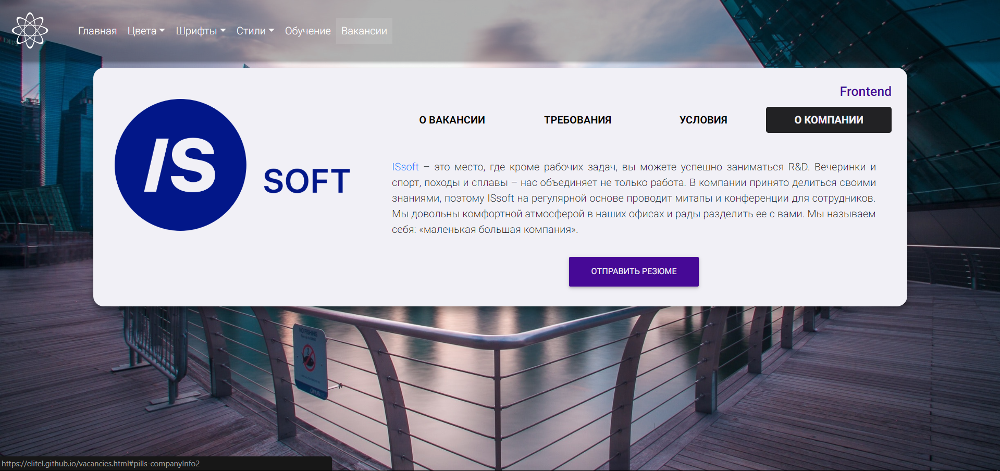 Главная Цвета Шрифты Стили Обучение Вакансии
Frontend
О ВАКАНСИИ ТРЕБОВАНИЯ УСЛОВИЯ О КОМПАНИИ
IS SOFT
ISsoft – это место, где кроме рабочих задач, вы можете успешно заниматься R&D. Вечеринки и
спорт, походы и сплавы – нас объединяет не только работа. В компании принято делиться своими
знаниями, поэтому ISsoft на регулярной основе проводит митапы и конференции для сотрудников.
Мы довольны комфортной атмосферой в наших офисах и рады разделить ее с вами. Мы называем
себя: «маленькая большая компания».
ОТПРАВИТЬ РЕЗЮМЕ
NO FISHING
https://elitel.github.io/vacancies.html#pills-companyInfo2